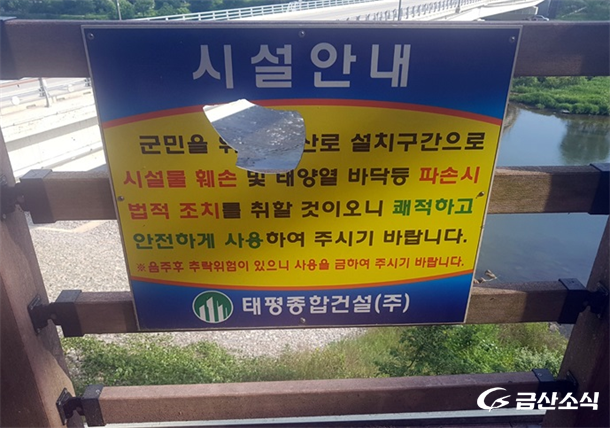 시설안내
군민을 산로 설치구간으로
시설물 훼손 및 태양열 바닥등 파손시
법적 조치를 취할 것이오니 쾌적하고
안전하게 사용하여 주시기 바랍니다.
※음주후 추락위험이 있으니 사용을 금하여 주시기 바랍니다.
태평종합건설(주)
금산소식